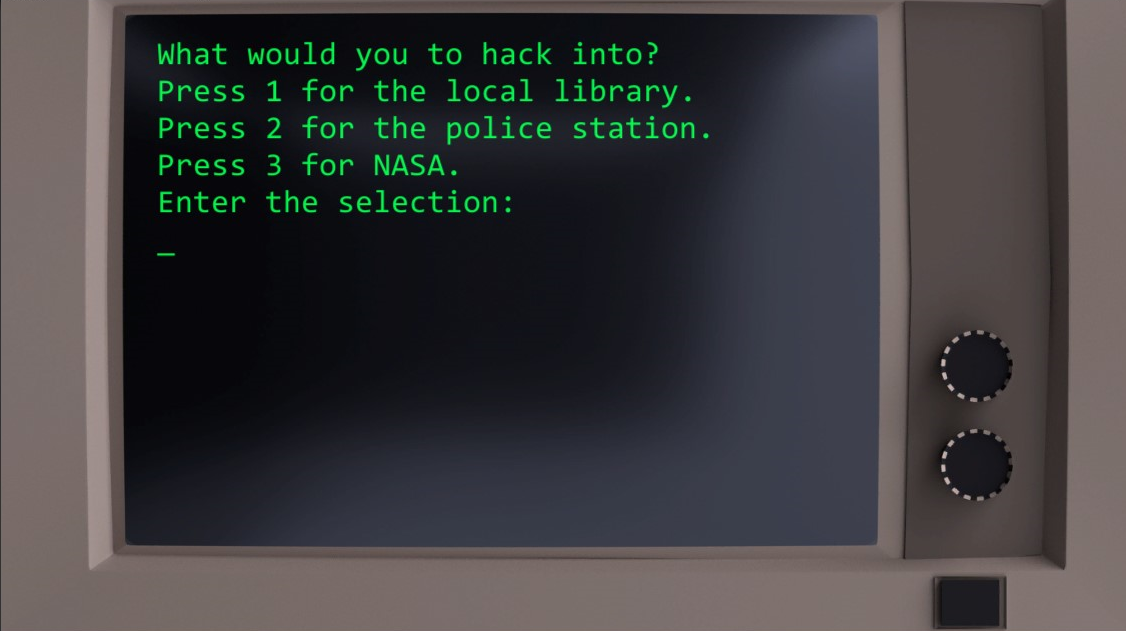 What would you to hack into?
Press 1 for the local library.
Press 2 for the police station.
Press 3 for NASA.
Enter the selection:
_